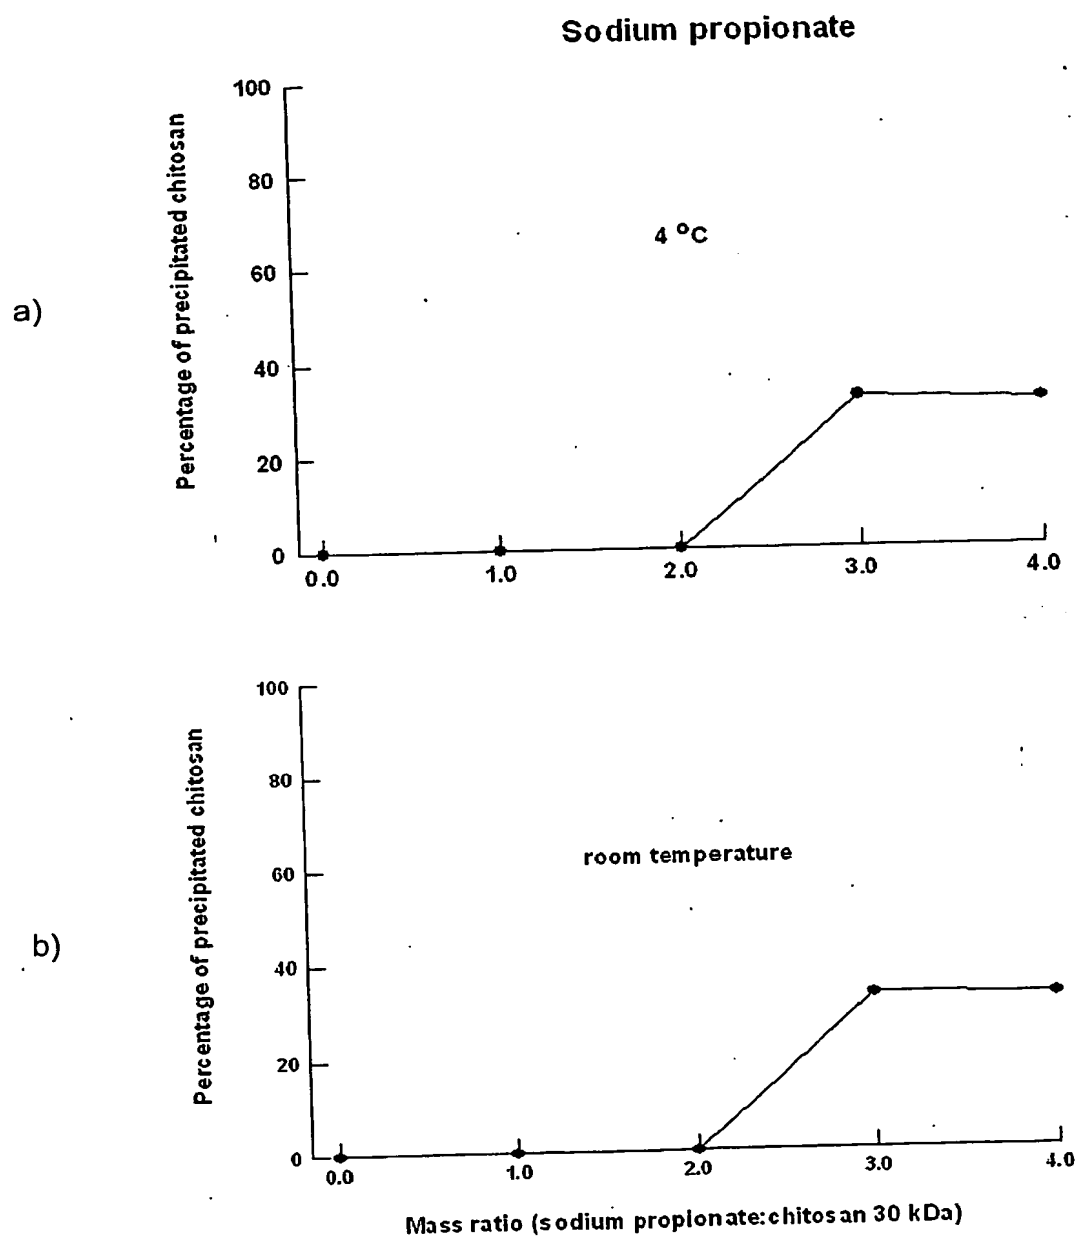 Sodium propionate
a)
Percentage of precipitated chitosan
100
80
60
40
20
0
4 °C
0.0 1.0 2.0 3.0 4.0
b)
Percentage of precipitated chitosan
100
80
60
40
20
0
room temperature
0.0 1.0 2.0 3.0 4.0
Mass ratio (sodium propionate:chitosan 30 kDa)